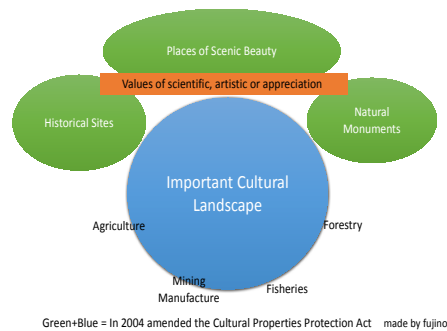 Places of Scenic Beauty
Values of scientific, artistic or appreciation
Historical Sites
Natural
Monuments
Important Cultural
Landscape
Agriculture
Forestry
Mining
Manufacture
Fisheries
Green+Blue = In 2004 amended the Cultural Properties Protection Act made by fujino